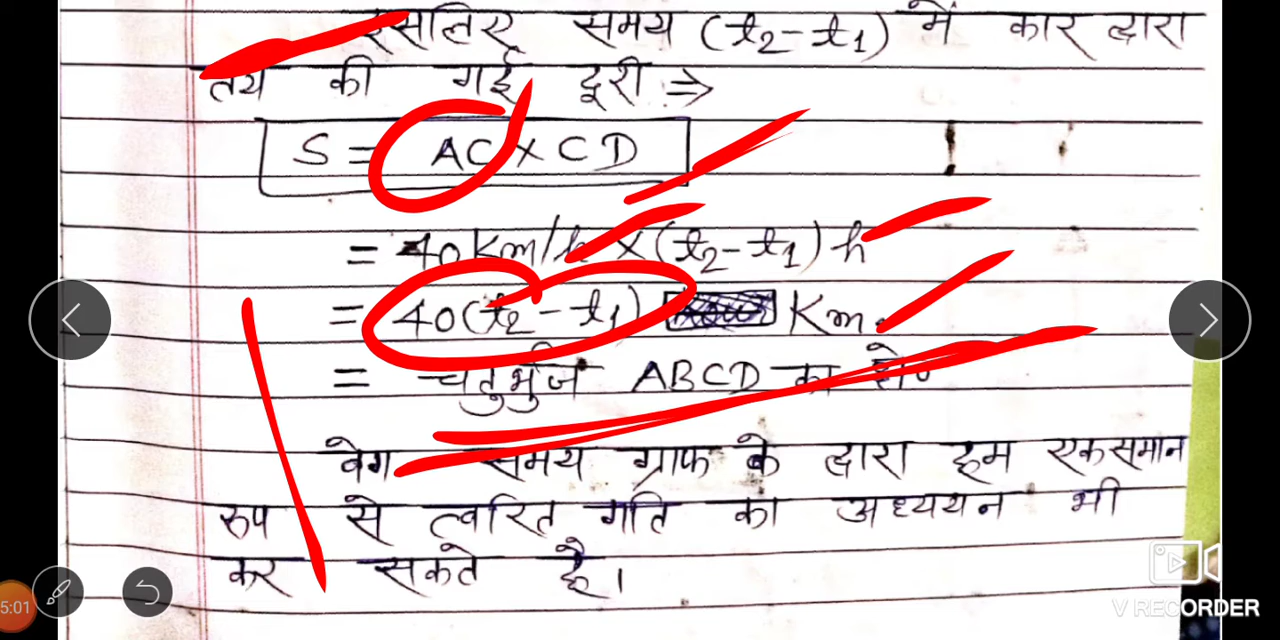 इसलिए समय (t₂-t₁) में कार द्वारा
तय की गई दूरी ⇒
S = AC × CD
= 40 Km/h × (t₂-t₁) h
= 40(t₂-t₁) Km.
= चतुर्भुज ABCD का क्षे०
वेग समय ग्राफ के द्वारा हम एकसमान
रुप से त्वरित गति का अध्ययन भी
कर सकते है।
5:01
V RECORDER